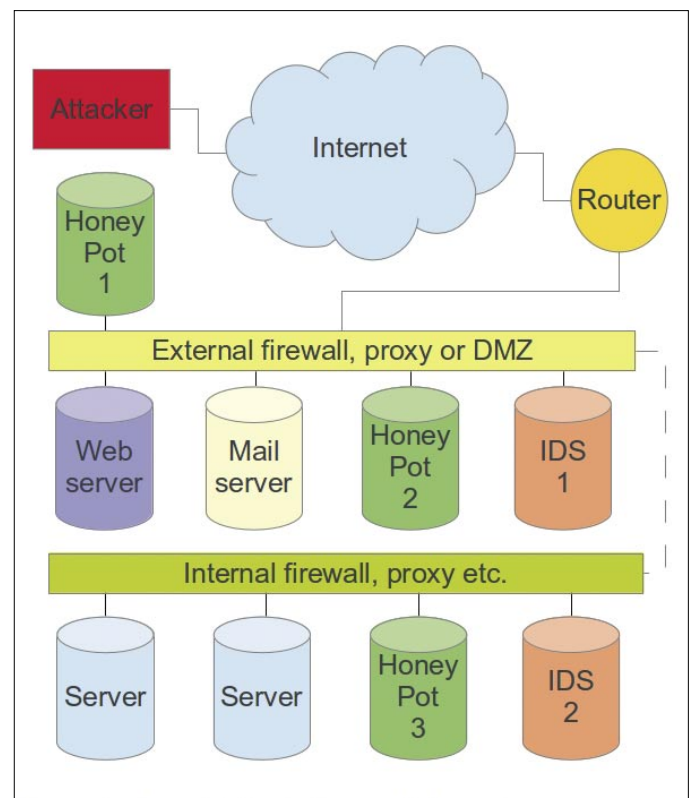 Attacker
Internet
Router
Honey
Pot
1
External firewall, proxy or DMZ
Web
server
Mail
server
Honey
Pot
2
IDS
1
Internal firewall, proxy etc.
Server
Server
Honey
Pot
3
IDS
2